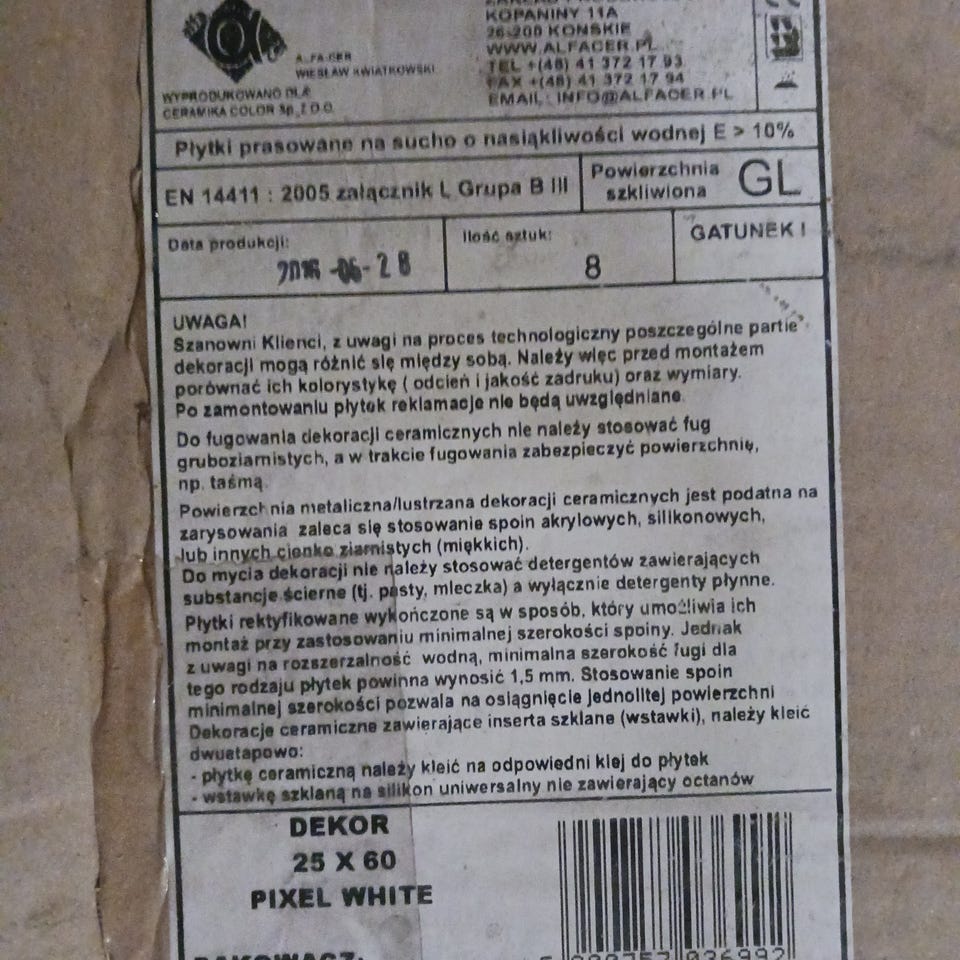 KOPANINY 11A
26-200 KOŃSKIE
WWW.ALFACER.PL
TEL +(48) 41 372 17 93
FAX +(48) 41 372 17 94
EMAIL: INFO@ALFACER.PL
ALFA-CER
WIESŁAW KWIATKOWSKI
WYPRODUKOWANO DLA:
CERAMIKA COLOR Sp. z O.O.
Płytki prasowane na sucho o nasiąkliwości wodnej E > 10%
EN 14411 : 2005 załącznik L Grupa B III
Powierzchnia szkliwiona GL
Data produkcji:
2016-06-28
Ilość sztuk:
8
GATUNEK I
UWAGA!
Szanowni Klienci, z uwagi na proces technologiczny poszczególne partie
dekoracji mogą różnić się między sobą. Należy więc przed montażem
porównać ich kolorystykę ( odcień i jakość zadruku) oraz wymiary.
Po zamontowaniu płytek reklamacje nie będą uwzględniane.
Do fugowania dekoracji ceramicznych nie należy stosować fug
gruboziarnistych, a w trakcie fugowania zabezpieczyć powierzchnię,
np. taśmą.
Powierzchnia metaliczna/lustrzana dekoracji ceramicznych jest podatna na
zarysowania zaleca się stosowanie spoin akrylowych, silikonowych,
lub innych cienko ziarnistych (miękkich).
Do mycia dekoracji nie należy stosować detergentów zawierających
substancje ścierne (tj. pasty, mleczka) a wyłącznie detergenty płynne.
Płytki rektyfikowane wykończone są w sposób, który umożliwia ich
montaż przy zastosowaniu minimalnej szerokości spoiny. Jednak
z uwagi na rozszerzalność wodną, minimalna szerokość fugi dla
tego rodzaju płytek powinna wynosić 1,5 mm. Stosowanie spoin
minimalnej szerokości pozwala na osiągnięcie jednolitej powierzchni
Dekoracje ceramiczne zawierające inserta szklane (wstawki), należy kleić
dwuetapowo:
- płytkę ceramiczną należy kleić na odpowiedni klej do płytek
- wstawkę szklaną na silikon uniwersalny nie zawierający octanów
DEKOR
25 X 60
PIXEL WHITE